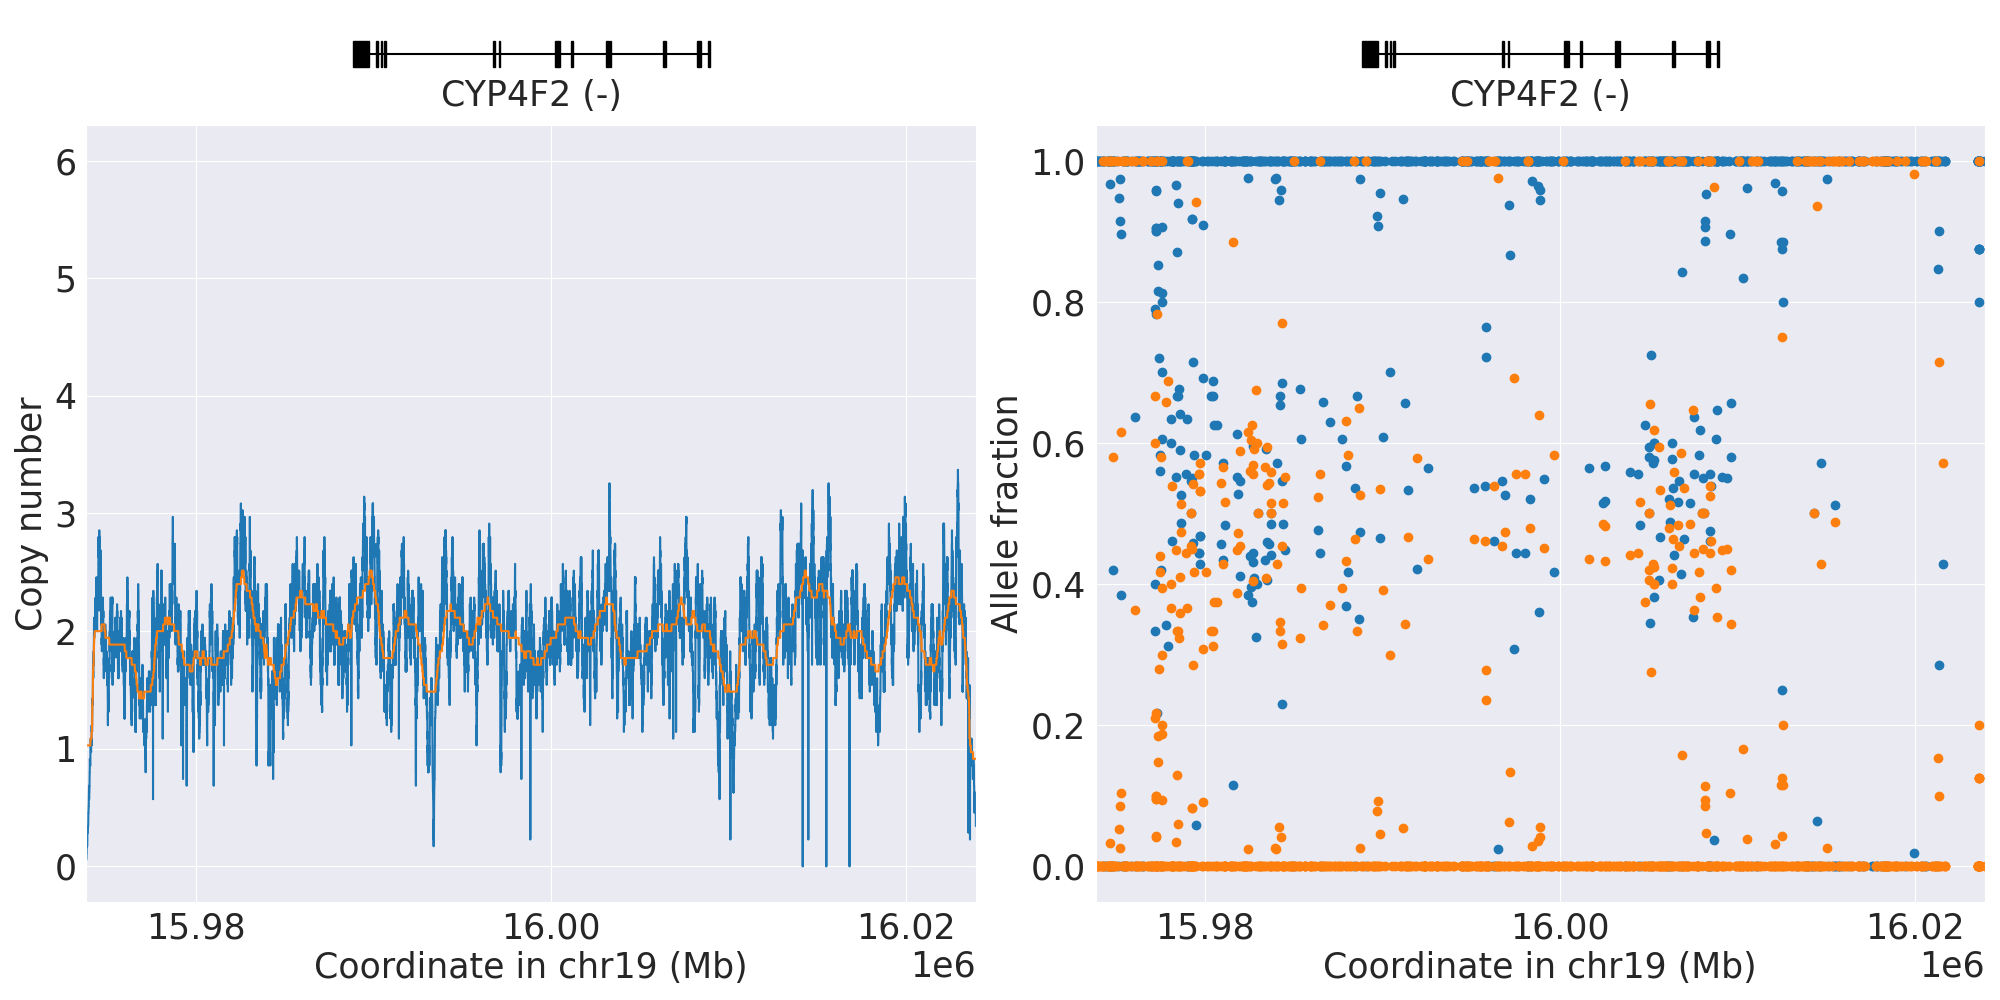 CYP4F2 (-)
6
5
4
3
2
1
0
Copy number
15.98
16.00
16.02
Coordinate in chr19 (Mb)
1e6
CYP4F2 (-)
1.0
0.8
0.6
0.4
0.2
0.0
Allele fraction
15.98
16.00
16.02
Coordinate in chr19 (Mb)
1e6